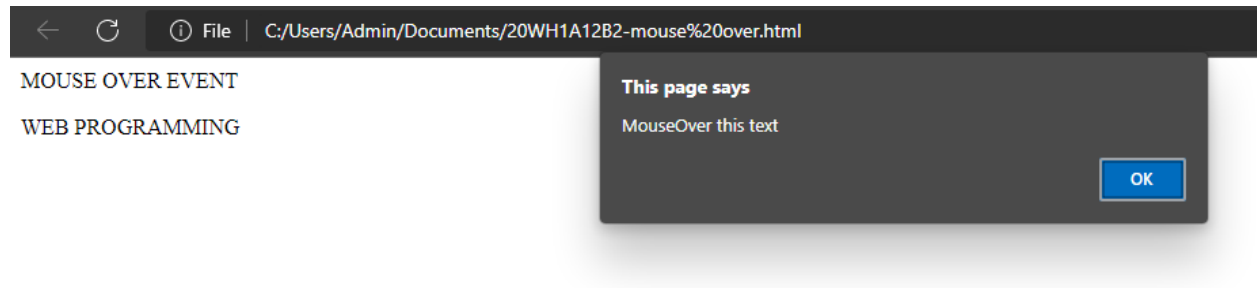 File C:/Users/Admin/Documents/20WH1A12B2-mouse%20over.html
MOUSE OVER EVENT
WEB PROGRAMMING
This page says
MouseOver this text
OK